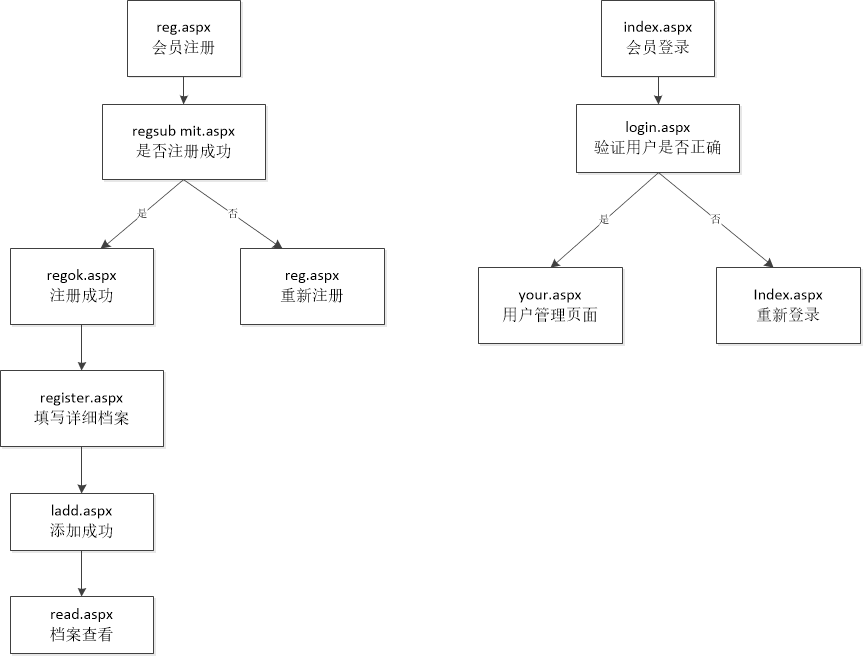 reg.aspx
会员注册
regsub mit.aspx
是否注册成功
是
否
regok.aspx
注册成功
reg.aspx
重新注册
register.aspx
填写详细档案
ladd.aspx
添加成功
read.aspx
档案查看
index.aspx
会员登录
login.aspx
验证用户是否正确
是
否
your.aspx
用户管理页面
Index.aspx
重新登录